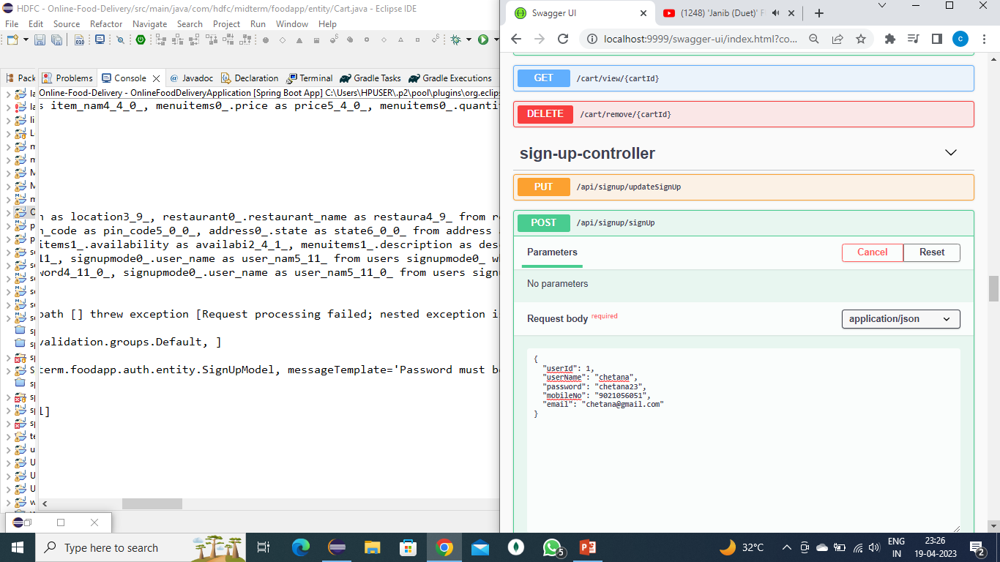 HDFC - Online-Food-Delivery/src/main/java/com/hdfc/midterm/foodapp/entity/Cart.java - Eclipse IDE
File Edit Source Refactor Navigate Search Project Run Window Help
Pack Problems Console Javadoc Declaration Terminal Gradle Tasks Gradle Executions
Online-Food-Delivery - OnlineFoodDeliveryApplication [Spring Boot App] C:\Users\HPUSER\.p2\pool\plugins\org.eclips
s item_nam4_4_0_, menuitems0_.price as price5_4_0_, menuitems0_.quanti
n as location3_9_, restaurant0_.restaurant_name as restaura4_9_ from r
n_code as pin_code5_0_0_, address0_.state as state6_0_0_ from address
items1_.availability as availabi2_4_1_, menuitems1_.description as des
11_, signupmode0_.user_name as user_nam5_11_ from users signupmode0_ w
word4_11_0_, signupmode0_.user_name as user_nam5_11_0_ from users sign
path [] threw exception [Request processing failed; nested exception i
validation.groups.Default, ]
term.foodapp.auth.entity.SignUpModel, messageTemplate='Password must b
l]
Swagger UI
(1248) 'Janib (Duet)' F
localhost:9999/swagger-ui/index.html?co...
c
GET /cart/view/{cartId}
DELETE /cart/remove/{cartId}
sign-up-controller
PUT /api/signup/updateSignUp
POST /api/signup/signUp
Parameters
Cancel Reset
No parameters
Request body required
application/json
{
"userId": 1,
"userName": "chetana",
"password": "chetana23",
"mobileNo": "9021056051",
"email": "chetana@gmail.com"
}
Type here to search
5
32°C
ENG
IN
23:26
19-04-2023
2